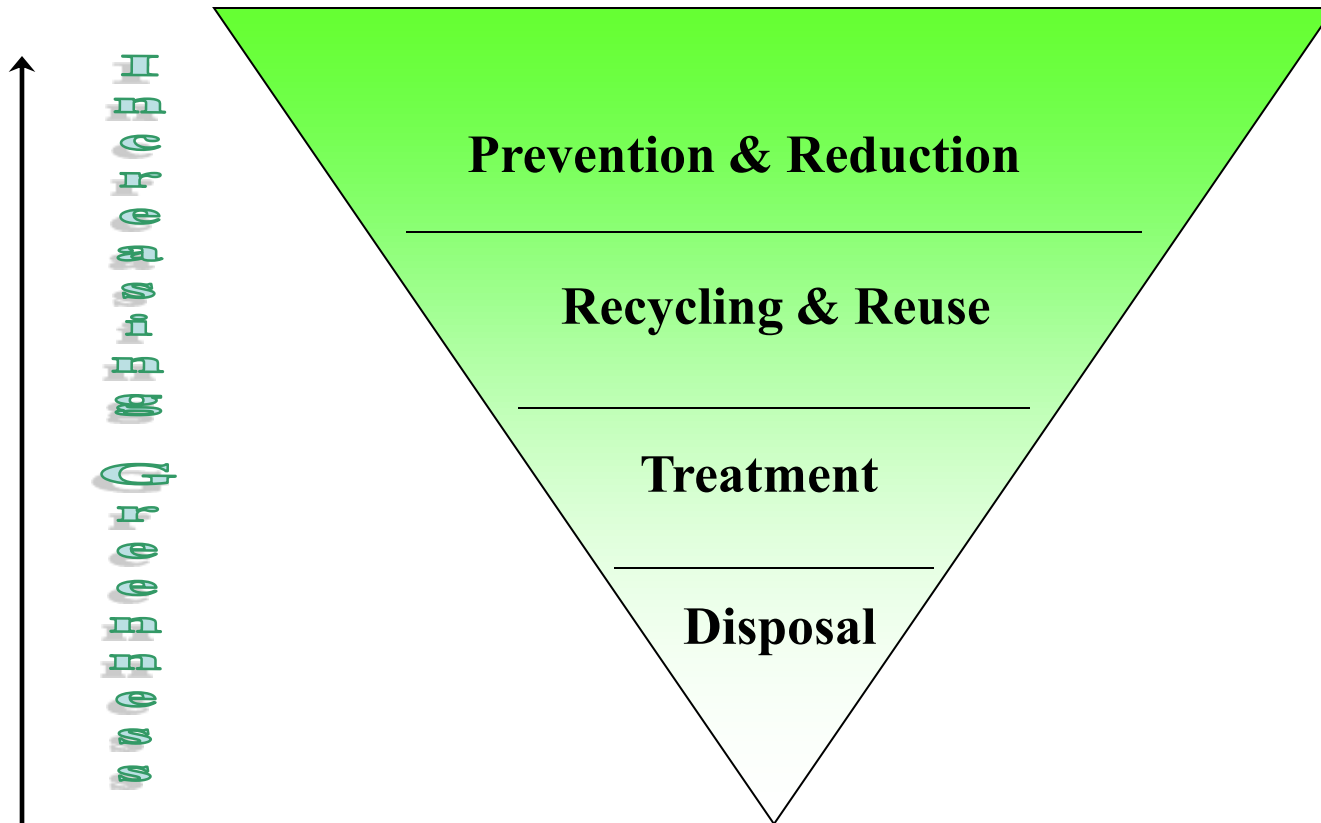 Increasing Greenness
Prevention & Reduction
Recycling & Reuse
Treatment
Disposal